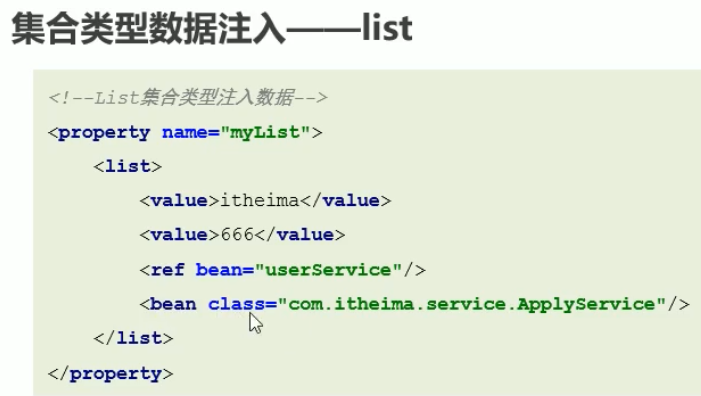 集合类型数据注入——list
<!--List集合类型注入数据-->
<property name="myList">
<list>
<value>itheima</value>
<value>666</value>
<ref bean="userService"/>
<bean class="com.itheima.service.ApplyService"/>
</list>
</property>